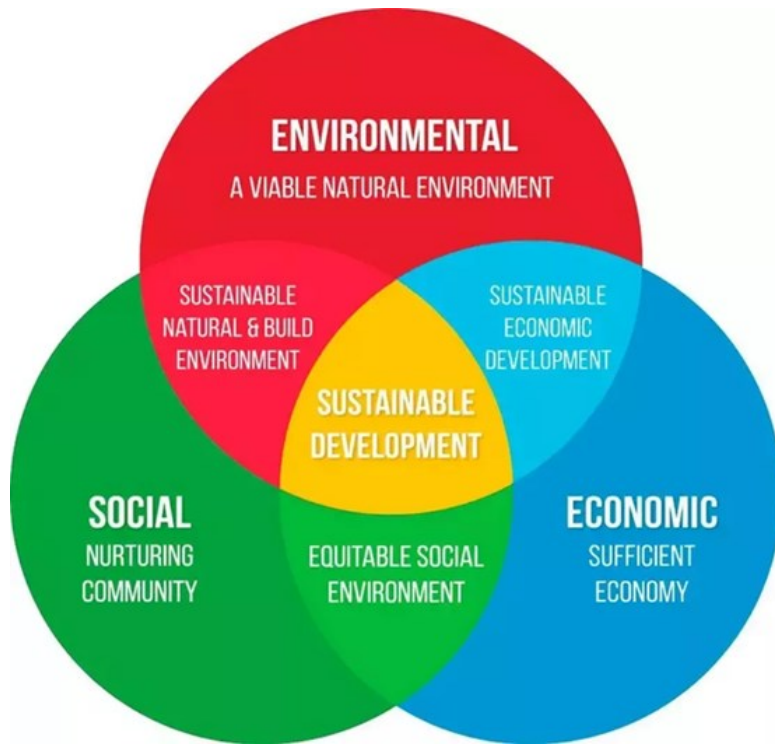 ENVIRONMENTAL
A VIABLE NATURAL ENVIRONMENT
SUSTAINABLE
NATURAL & BUILD
ENVIRONMENT
SUSTAINABLE
ECONOMIC
DEVELOPMENT
SUSTAINABLE
DEVELOPMENT
SOCIAL
NURTURING
COMMUNITY
EQUITABLE SOCIAL
ENVIRONMENT
ECONOMIC
SUFFICIENT
ECONOMY